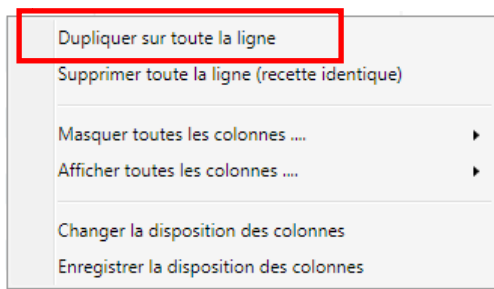 Dupliquer sur toute la ligne
Supprimer toute la ligne (recette identique)
Masquer toutes les colonnes ....
Afficher toutes les colonnes ....
Changer la disposition des colonnes
Enregistrer la disposition des colonnes